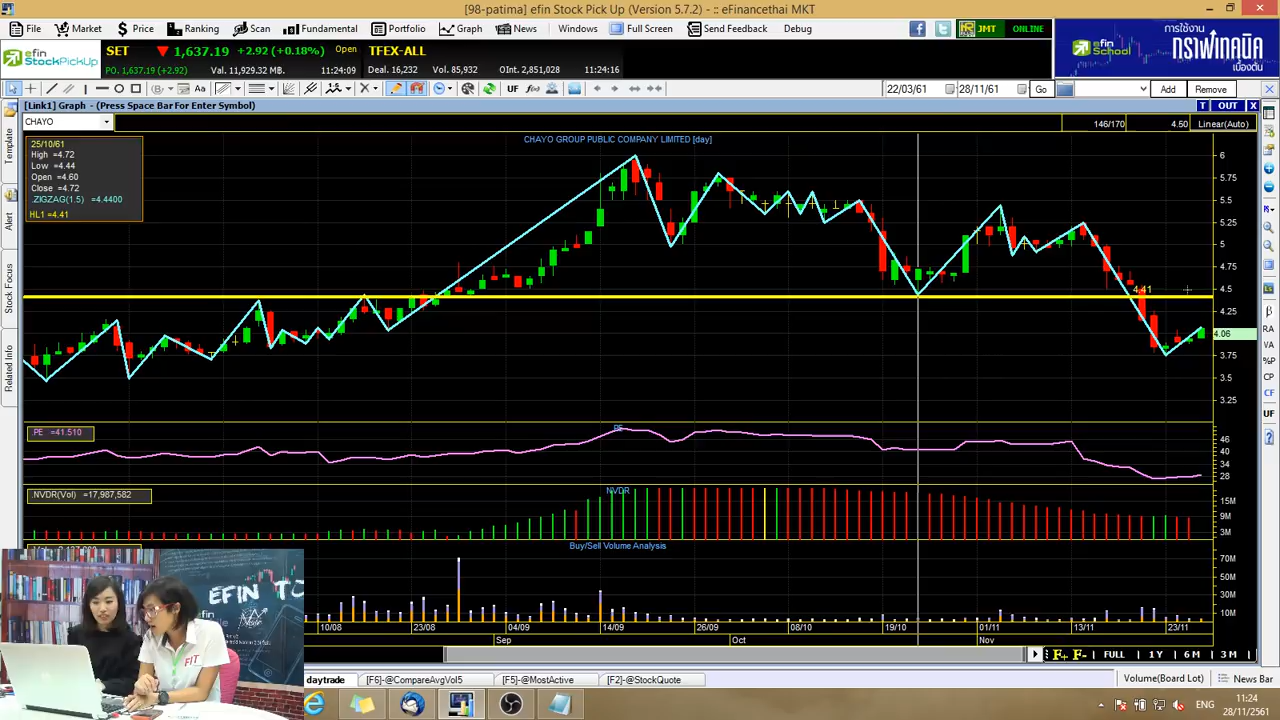 [98-patima] efin Stock Pick Up (Version 5.7.2) - :: eFinanceThai MKT
File Market Price Ranking Scan Fundamental Portfolio Graph News Windows Full Screen Send Feedback Debug
JMT ONLINE
efin StockPickUp
SET 1,637.19 +2.92 (+0.18%) Open TFEX-ALL
PO. 1,637.19 (+2.92) Val. 11,929.32 MB. 11:24:09 Deal. 16,272 Vol. 85,932 OInt. 2,851,028 11:24:16
efin School
การใช้งาน
กราฟเทคนิค
เบื้องต้น
22/03/61 28/11/61 Go Add Remove
[Link1] Graph - (Press Space Bar For Enter Symbol) T OUT X
CHAYO 146/170 4.50 Linear(Auto)
CHAYO GROUP PUBLIC COMPANY LIMITED [day]
25/10/61
High =4.72
Low =4.44
Open =4.60
Close =4.72
.ZIGZAG(1.5) =4.4400
HL1 =4.41
Template
Alert
Stock Focus
Related Info
6
5.75
5.5
5.25
5
4.75
4.5
4.41
4.25
4.06
3.75
3.5
3.25
β
RA
VA
%P
CP
CF
UF
.PE =41.510 PE
46
40
34
28
.NVDR(Vol) =17,987,582 NVDR
15M
9M
3M
Buy/Sell Volume Analysis
70M
60M
50M
40M
30M
20M
10M
10/08 23/08 04/09 14/09 26/09 08/10 19/10 01/11 13/11 23/11
Sep Oct Nov
F+ F- FULL 1 Y 6 M 3 M
daytrade [F6]-@CompareAvgVol5 [F5]-@MostActive [F2]-@StockQuote Volume(Board Lot) News Bar
EFIN
efin
FIT
ENG 11:24
28/11/2561